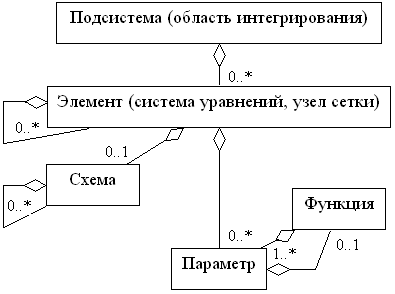 Подсистема (область интегрирования)
0..*
Элемент (система уравнений, узел сетки)
0..*
0..1
Схема
0..*
Функция
0..*
1..*
0..1
Параметр